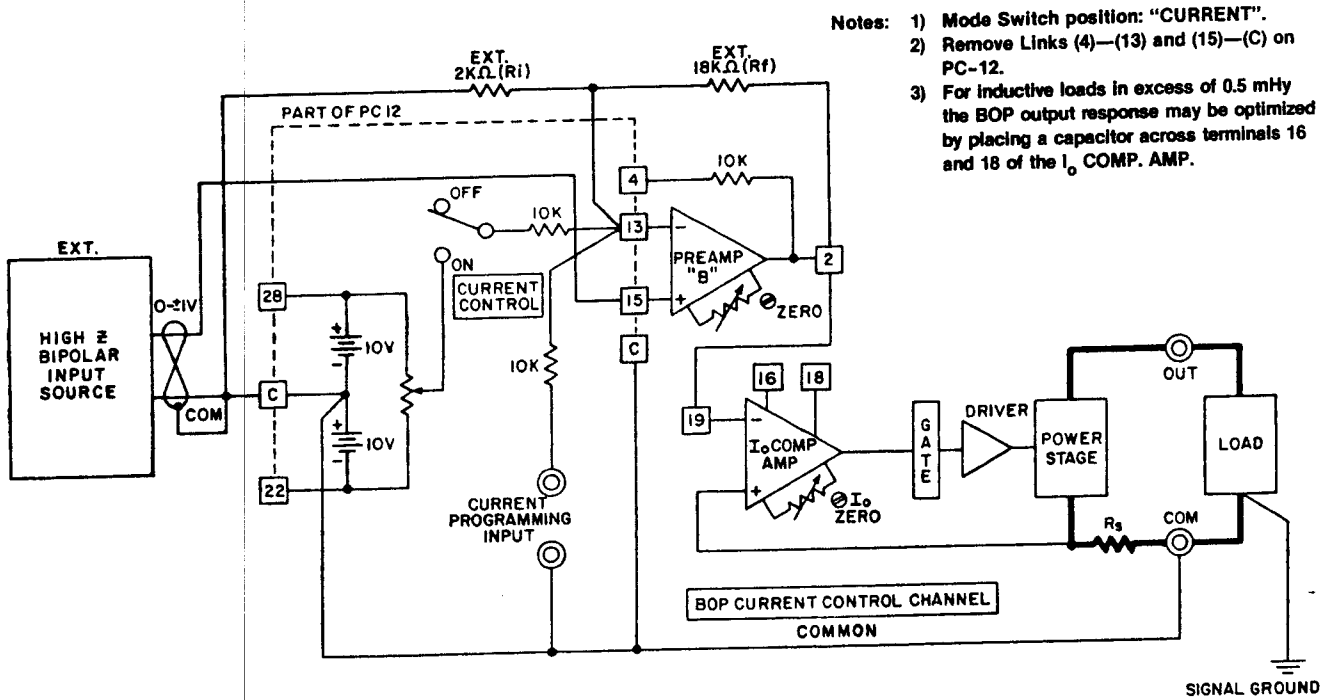 Notes: 1) Mode Switch position: “CURRENT”.
2) Remove Links (4)—(13) and (15)—(C) on
PC-12.
3) For inductive loads in excess of 0.5 mHy
the BOP output response may be optimized
by placing a capacitor across terminals 16
and 18 of the Io COMP. AMP.
EXT.
2KΩ(Ri)
EXT.
18KΩ(Rf)
PART OF PC12
4
10K
OFF
10K
13
−
PREAMP
"B"
2
ON
CURRENT
CONTROL
15
+
ZERO
EXT.
0-±1V
28
HIGH Z
BIPOLAR
INPUT
SOURCE
+
10V
-
C
10K
C
COM
+
10V
-
22
16
18
19
−
Io COMP
AMP
+
Io
ZERO
GATE
DRIVER
POWER
STAGE
OUT
LOAD
CURRENT
PROGRAMMING
INPUT
Rs
COM
BOP CURRENT CONTROL CHANNEL
COMMON
SIGNAL GROUND